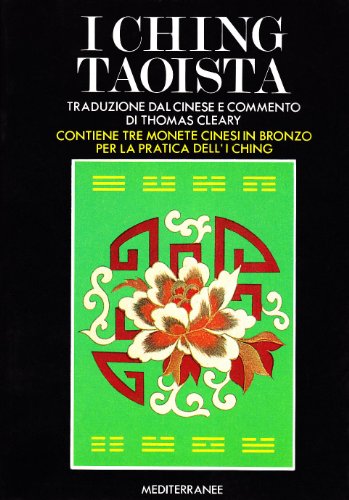 I CHING
TAOISTA
TRADUZIONE DAL CINESE E COMMENTO
DI THOMAS CLEARY
CONTIENE TRE MONETE CINESI IN BRONZO
PER LA PRATICA DELL'I CHING
MEDITERRANEE